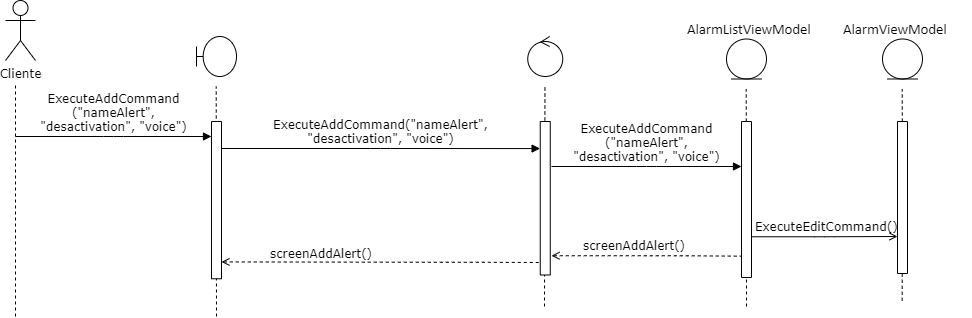 AlarmListViewModel
AlarmViewModel
Cliente
ExecuteAddCommand
("nameAlert",
"desactivation", "voice")
ExecuteAddCommand("nameAlert",
"desactivation", "voice")
ExecuteAddCommand
("nameAlert",
"desactivation", "voice")
ExecuteEditCommand()
screenAddAlert()
screenAddAlert()